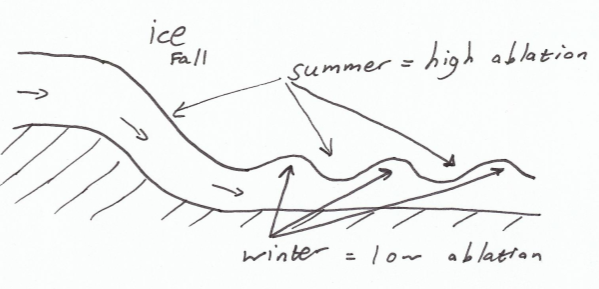 ice
Fall
summer = high ablation
winter = low ablation